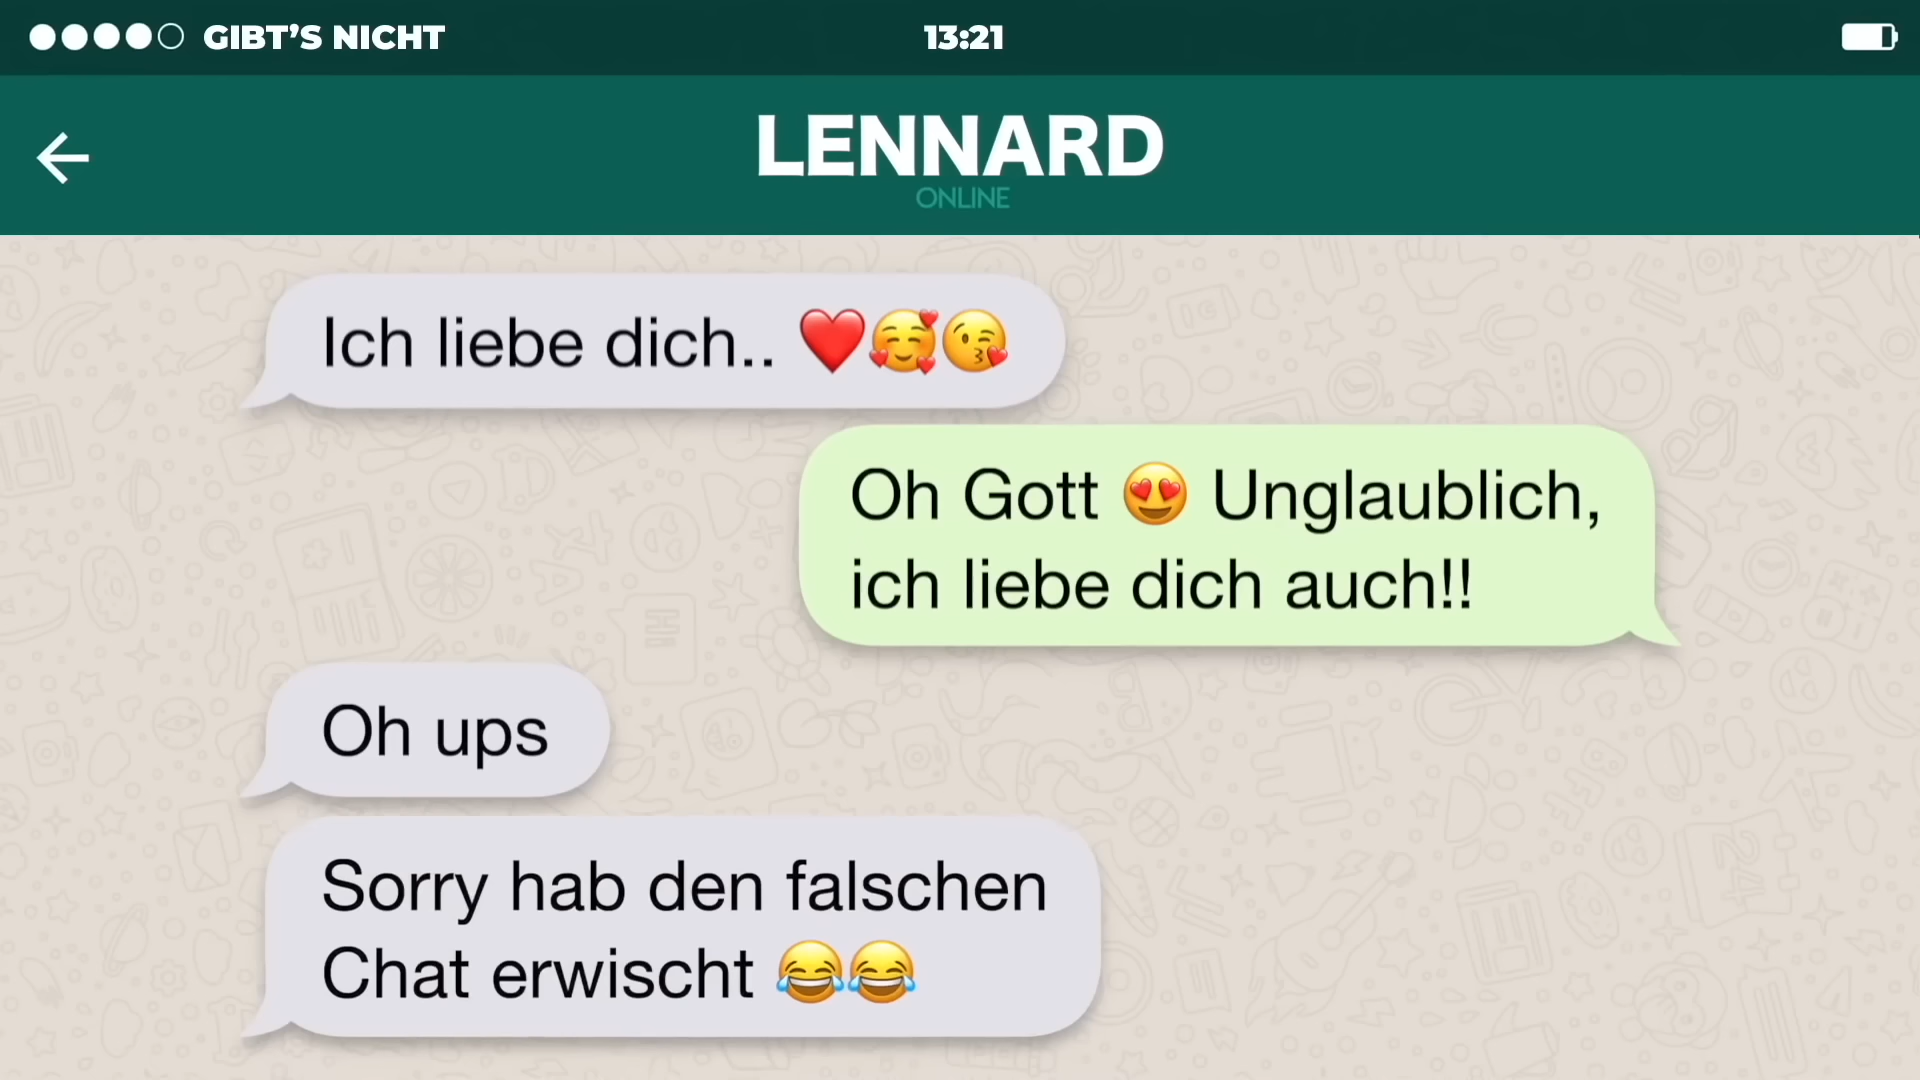 GIBT’S NICHT 13:21
LENNARD
ONLINE
Ich liebe dich.. ❤️🥰😘
Oh Gott 😍 Unglaublich,
ich liebe dich auch!!
Oh ups
Sorry hab den falschen
Chat erwischt 😂😂